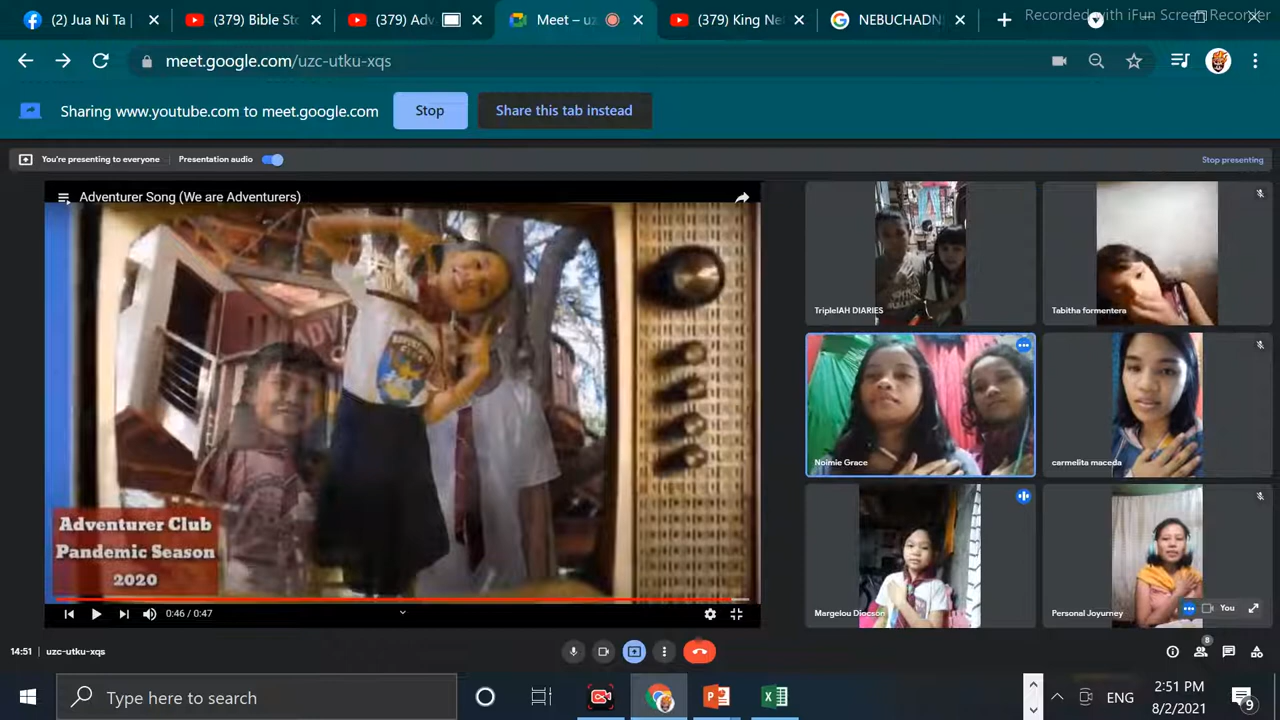 (2) Jua Ni Ta
(379) Bible Sto
(379) Adv
Meet – uz
(379) King Ne
NEBUCHADN
Recorded with iFun Screen Recorder
meet.google.com/uzc-utku-xqs
Sharing www.youtube.com to meet.google.com
Stop
Share this tab instead
You're presenting to everyone
Presentation audio
Stop presenting
Adventurer Song (We are Adventurers)
Adventurer Club
Pandemic Season
2020
0:46 / 0:47
TripleIAH DIARIES
Tabitha formentera
Noimie Grace
carmelita maceda
Margelou Diocson
Personal Joyurney
You
14:51
uzc-utku-xqs
8
Type here to search
ENG
2:51 PM
8/2/2021
9